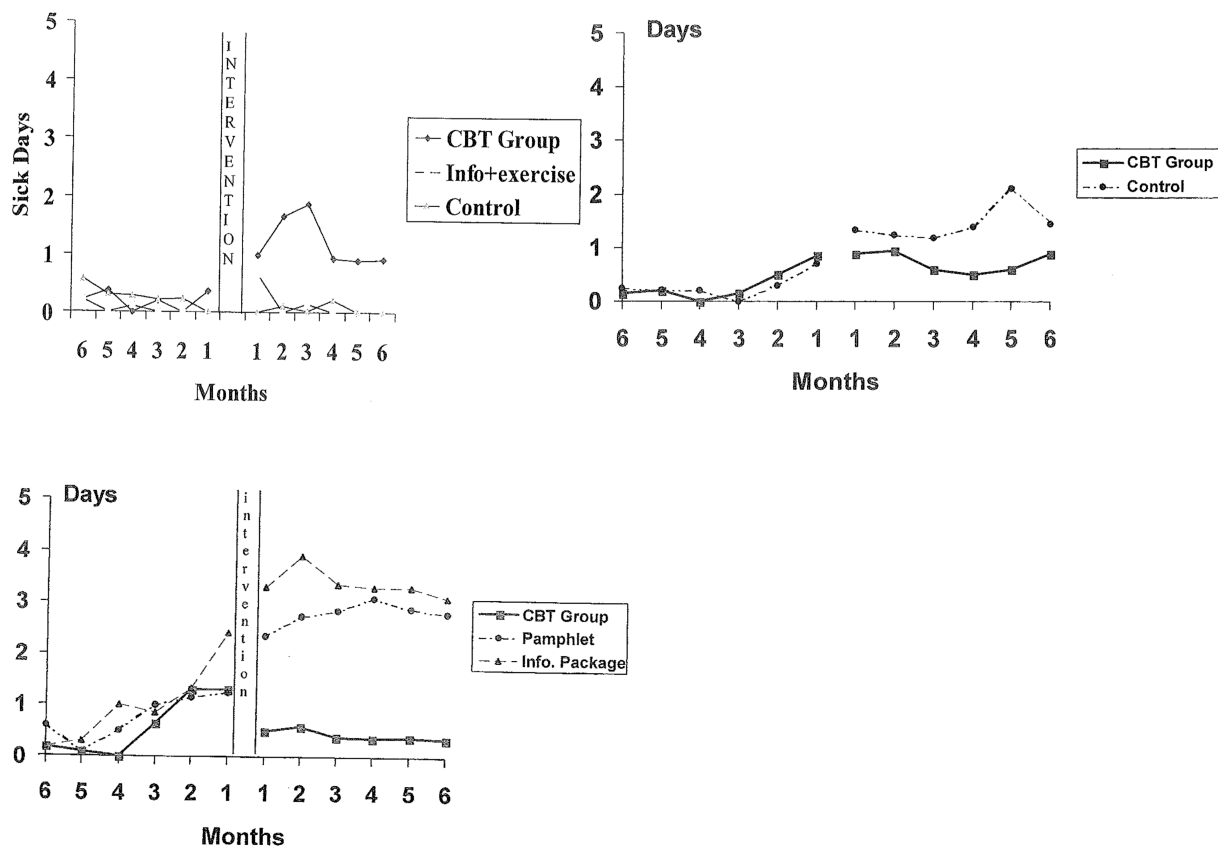 5
4
3
2
1
0
Sick Days
INTERVENTION
6 5 4 3 2 1 1 2 3 4 5 6
Months
CBT Group
Info+exercise
Control
Days
5
4
3
2
1
0
6 5 4 3 2 1 1 2 3 4 5 6
Months
CBT Group
Control
Days
5
4
3
2
1
0
intervention
6 5 4 3 2 1 1 2 3 4 5 6
Months
CBT Group
Pamphlet
Info. Package